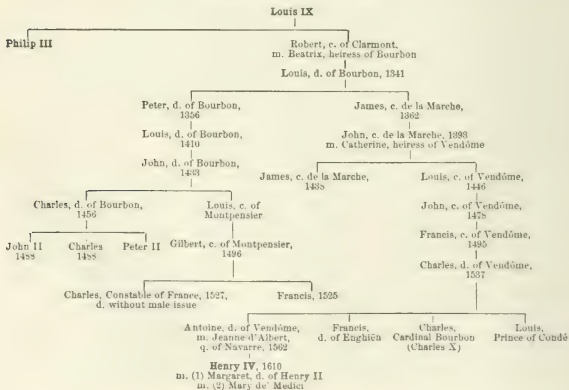 Louis IX
Philip III
Robert, c. of Clarmont,
m. Beatrix, heiress of Bourbon
Louis, d. of Bourbon, 1341
Peter, d. of Bourbon,
1356
James, c. de la Marche,
1362
Louis, d. of Bourbon,
1410
John, c. de la Marche, 1393
m. Catherine, heiress of Vendôme
John, d. of Bourbon,
1433
James, c. de la Marche,
1438
Louis, c. of Vendôme,
1446
Charles, d. of Bourbon,
1456
Louis, c. of
Montpensier
John, c. of Vendôme,
1478
John II
1488
Charles
1488
Peter II
Gilbert, c. of Montpensier,
1496
Francis, c. of Vendôme,
1495
Charles, d. of Vendôme,
1537
Charles, Constable of France, 1527,
d. without male issue
Francis, 1525
Antoine, d. of Vendôme,
m. Jeanne d'Albert,
q. of Navarre, 1562
Francis,
d. of Enghien
Charles,
Cardinal Bourbon
(Charles X)
Louis,
Prince of Condé
Henry IV, 1610
m. (1) Margaret, d. of Henry II
m. (2) Mary de' Medici